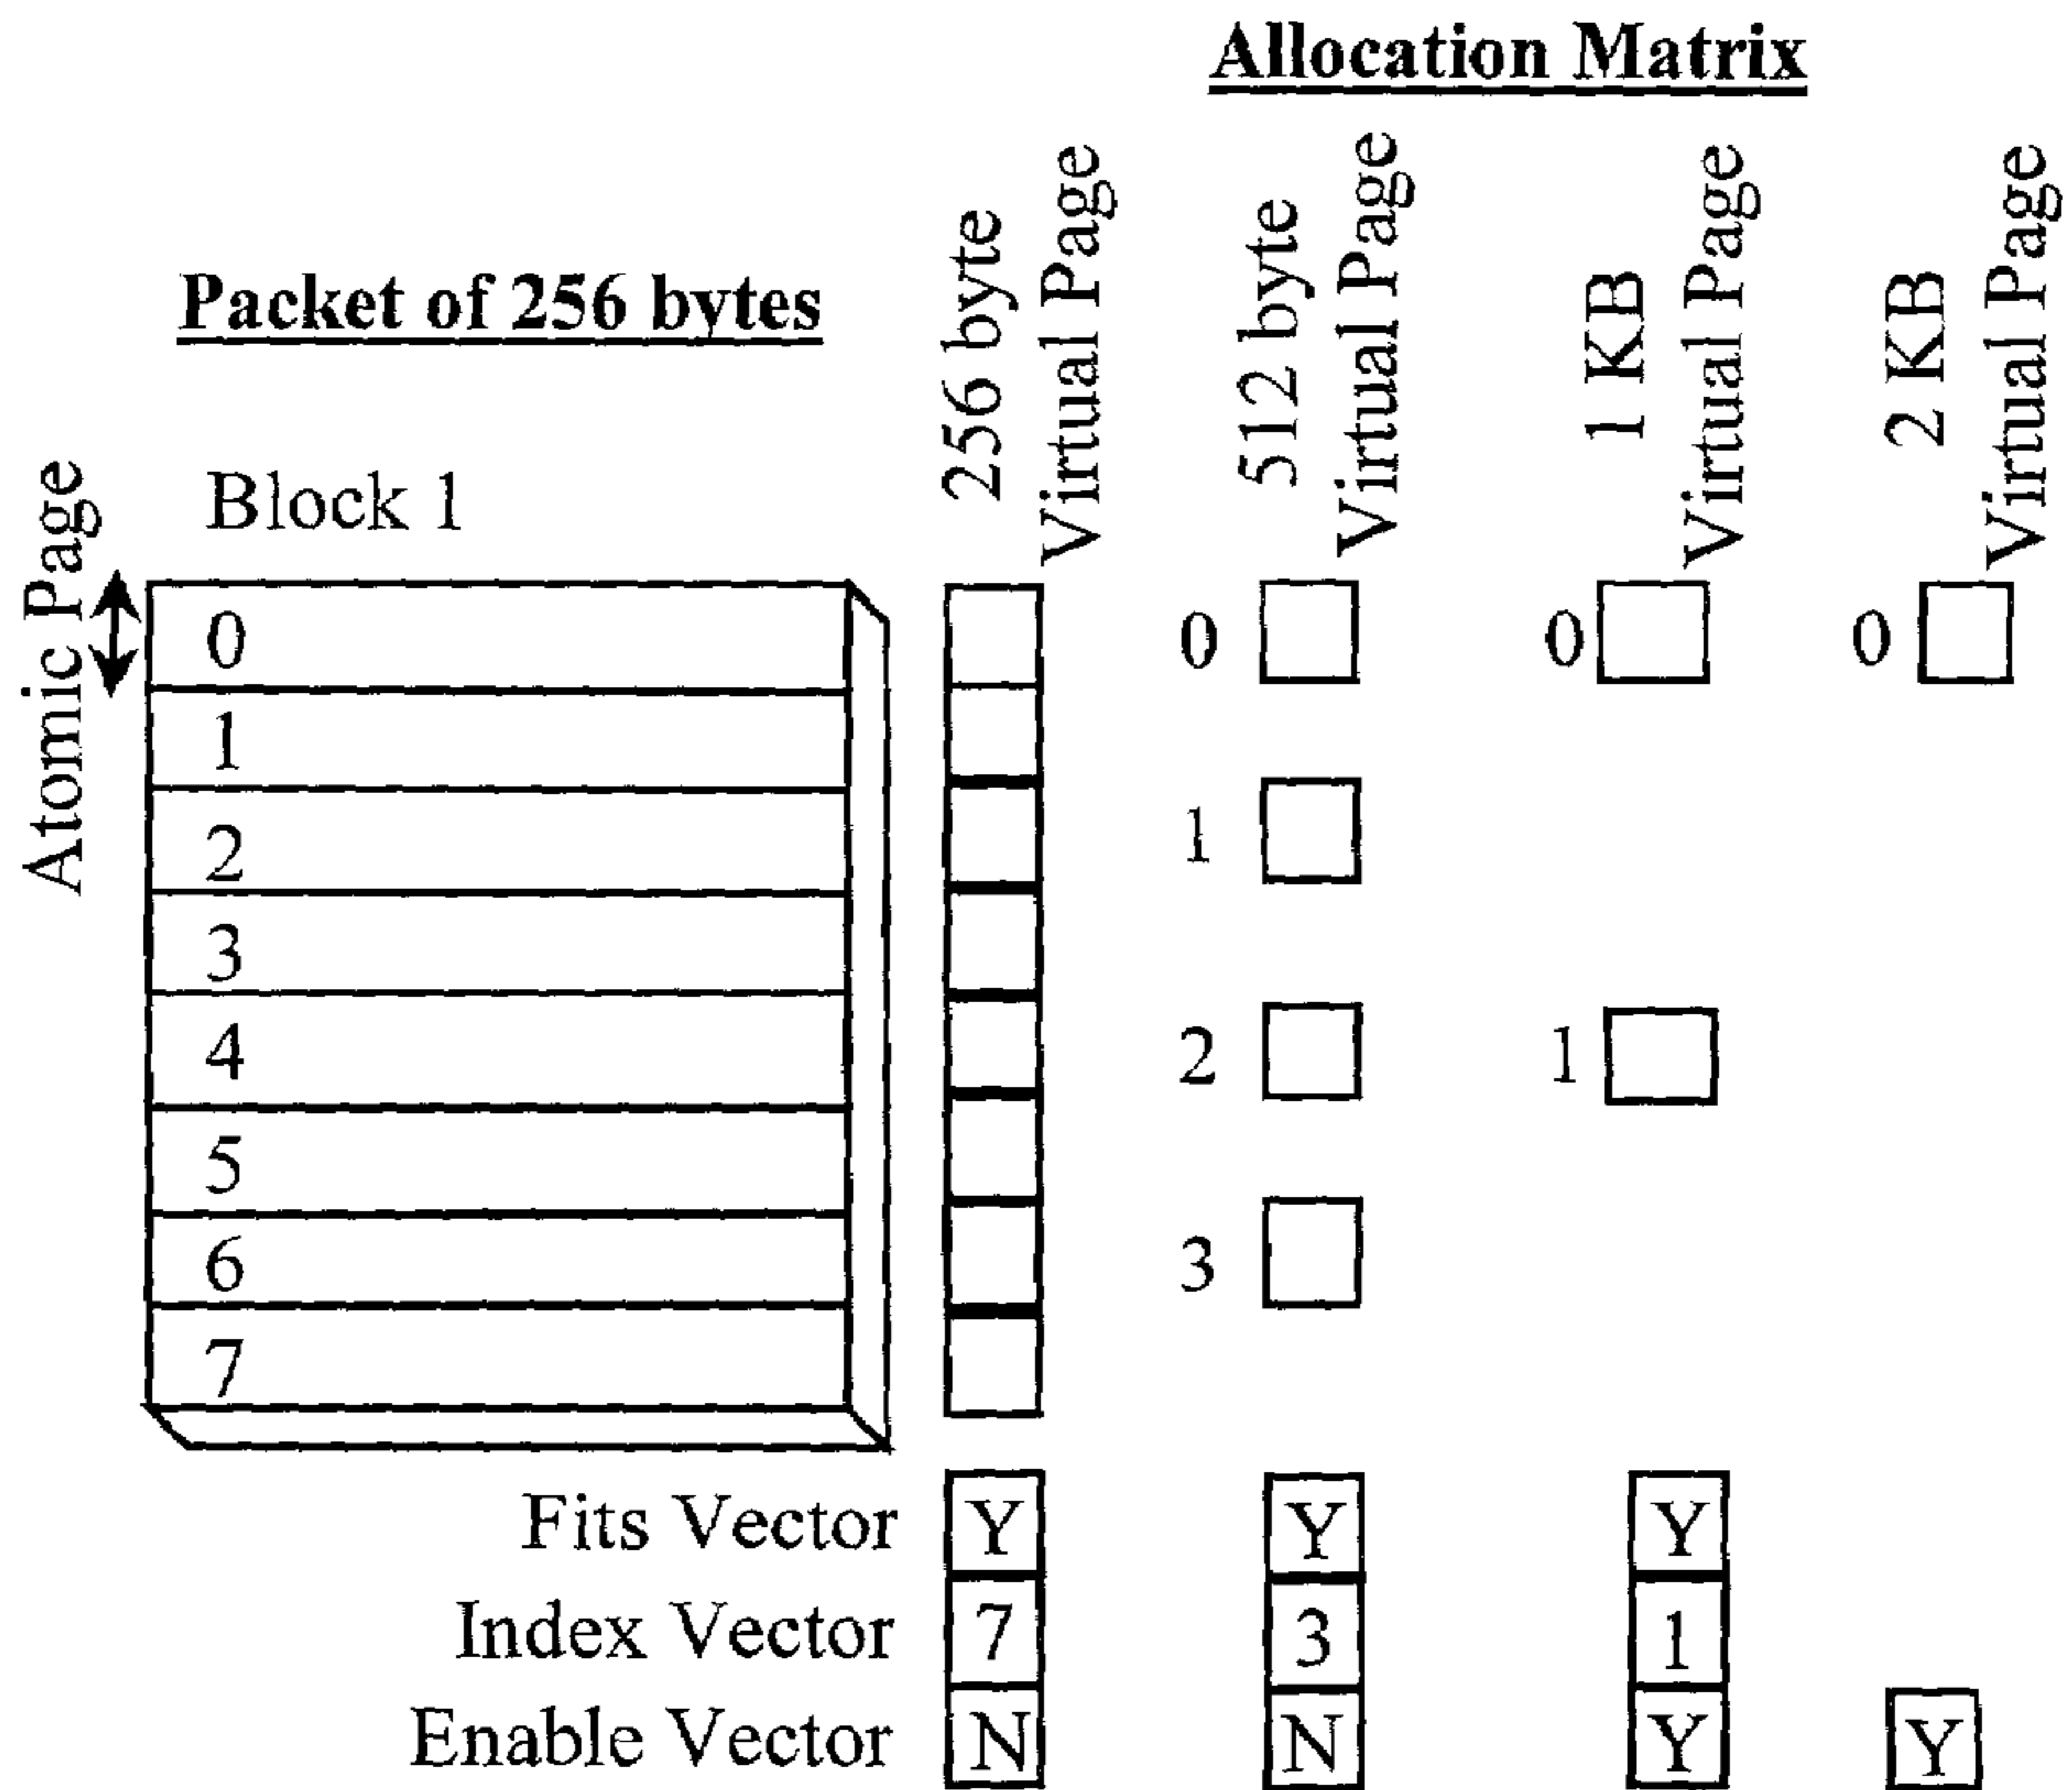 Allocation Matrix
Packet of 256 bytes
256 byte
Virtual Page
512 byte
Virtual Page
1 KB
Virtual Page
2 KB
Virtual Page
Atomic Page
Block 1
0 0 0 0
1 1
2
3
4 2 1
5
6 3
7
Fits Vector Y Y Y
Index Vector 7 3 1
Enable Vector N N Y Y